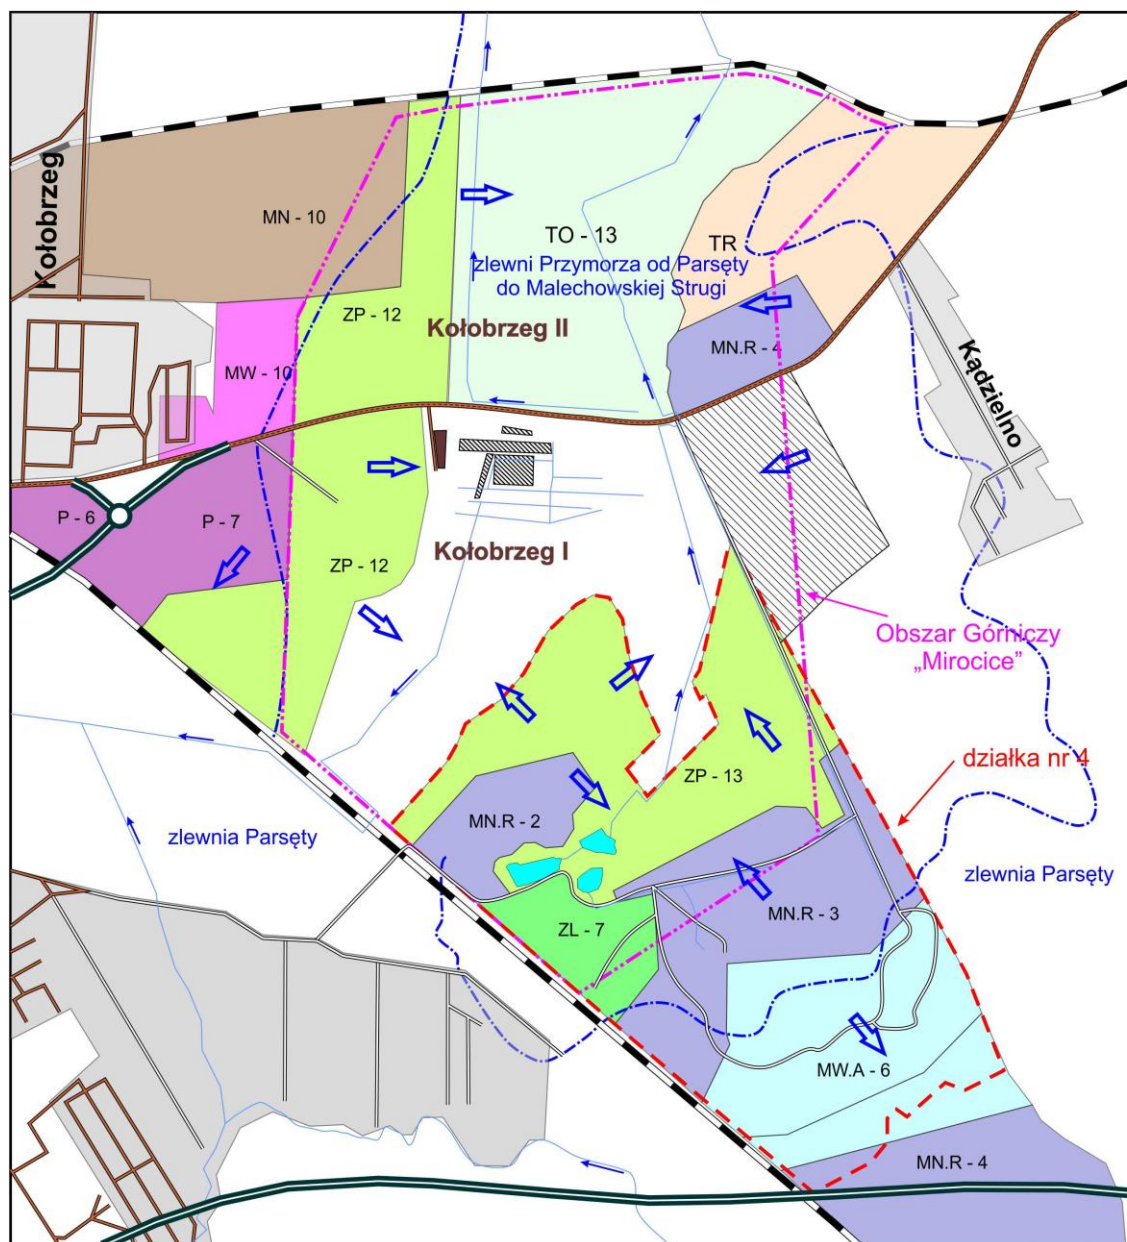 Kołobrzeg
MN - 10
TO - 13
TR
zlewni Przymorza od Parsęty
do Malechowskiej Strugi
ZP - 12
Kołobrzeg II
MN.R - 4
MW - 10
Kądzielno
P - 6
P - 7
Kołobrzeg I
ZP - 12
Obszar Górniczy
„Mirocice”
działka nr 4
ZP - 13
MN.R - 2
zlewnia Parsęty
zlewnia Parsęty
MN.R - 3
ZL - 7
MW.A - 6
MN.R - 4